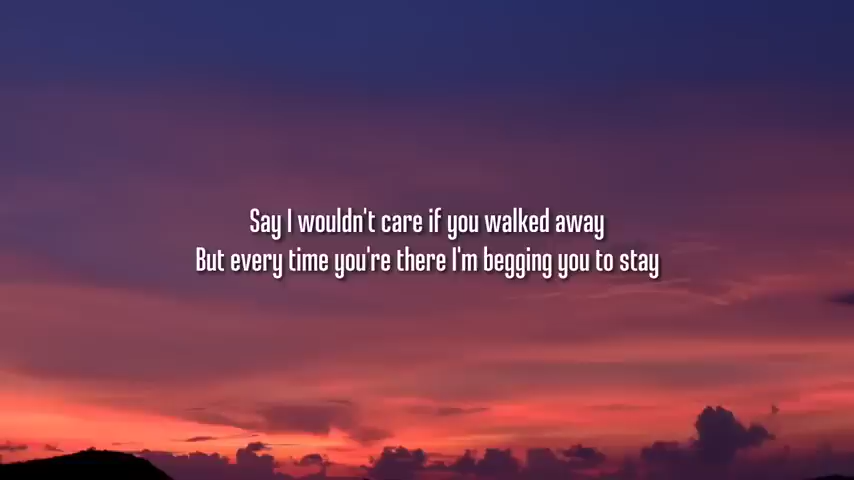 Say I wouldn't care if you walked away
But every time you're there I'm begging you to stay